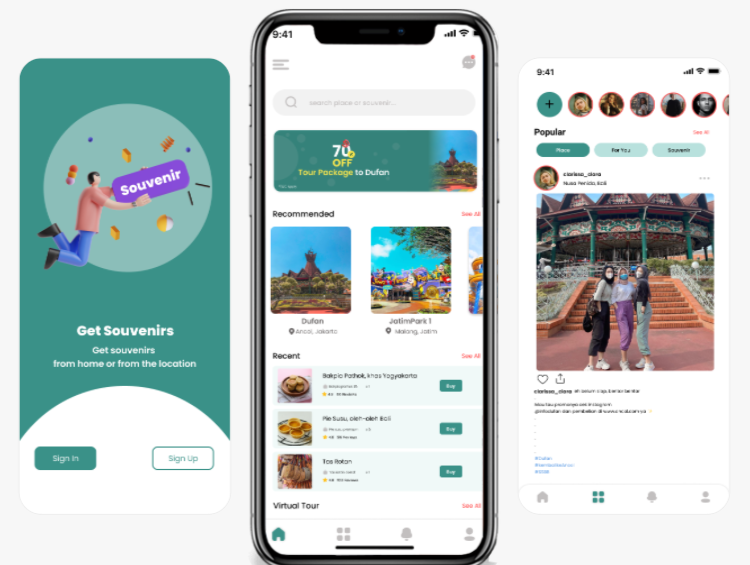 Souvenir
Get Souvenirs
Get souvenirs
from home or from the location
Sign In
Sign Up
9:41
search place or souvenir...
70
OFF
Tour Package to Dufan
Recommended
See All
Dufan
Ancol, Jakarta
JatimPark 1
Malang, Jatim
Recent
See All
Bakpia Pathok, khas Yogyakarta
Buy
Pie Susu, oleh-oleh Bali
Buy
Tas Rotan
Buy
Virtual Tour
See All
9:41
Popular
See All
Place
For You
Souvenir
clarissa_clara
Nusa Penida, Bali
clarissa_clara
#Dufan